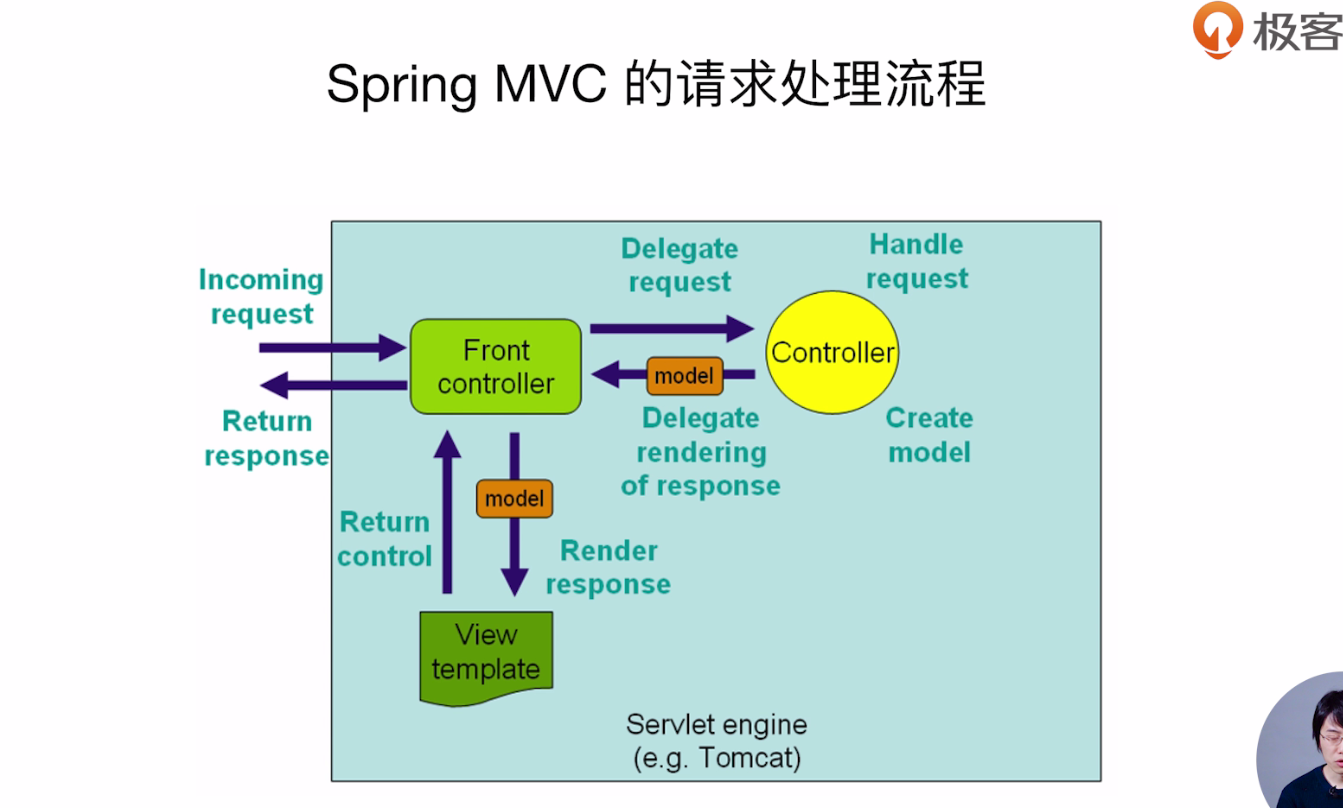 极客
Spring MVC 的请求处理流程
Incoming
request
Return
response
Front
controller
Delegate
request
Handle
request
Controller
model
Delegate
rendering
of response
Create
model
model
Return
control
Render
response
View
template
Servlet engine
(e.g. Tomcat)